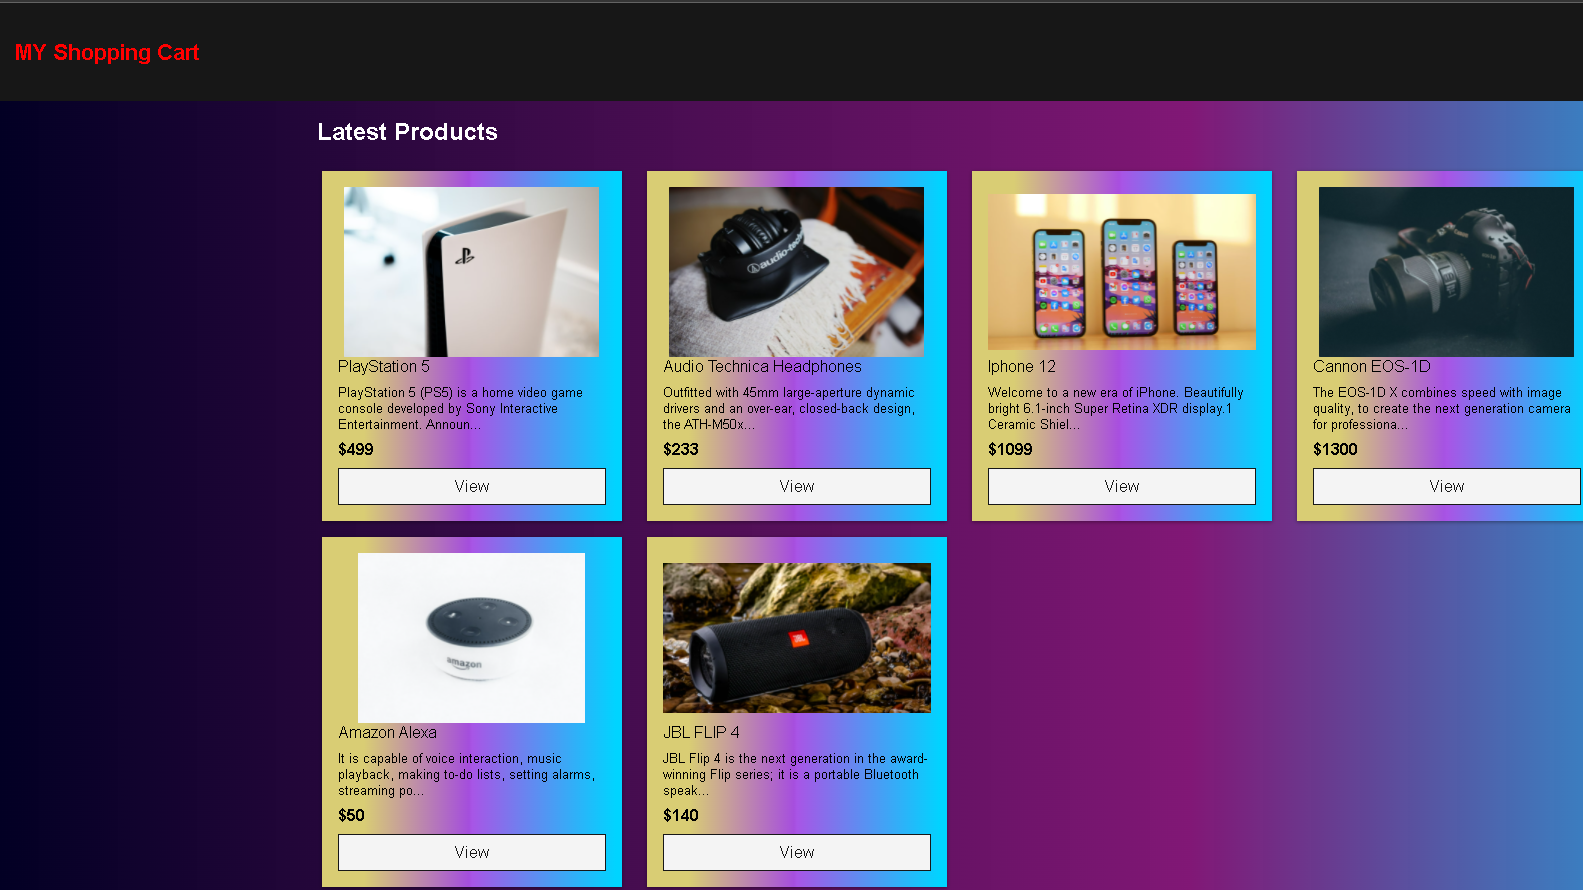 MY Shopping Cart
Latest Products
audio-tech
PlayStation 5
PlayStation 5 (PS5) is a home video game
console developed by Sony Interactive
Entertainment. Announ...
$499
View
Audio Technica Headphones
Outfitted with 45mm large-aperture dynamic
drivers and an over-ear, closed-back design,
the ATH-M50x...
$233
View
Iphone 12
Welcome to a new era of iPhone. Beautifully
bright 6.1-inch Super Retina XDR display.1
Ceramic Shiel...
$1099
View
Cannon EOS-1D
The EOS-1D X combines speed with image
quality, to create the next generation camera
for professiona...
$1300
View
amazon
Amazon Alexa
It is capable of voice interaction, music
playback, making to-do lists, setting alarms,
streaming po...
$50
View
JBL
JBL FLIP 4
JBL Flip 4 is the next generation in the award-
winning Flip series; it is a portable Bluetooth
speak...
$140
View